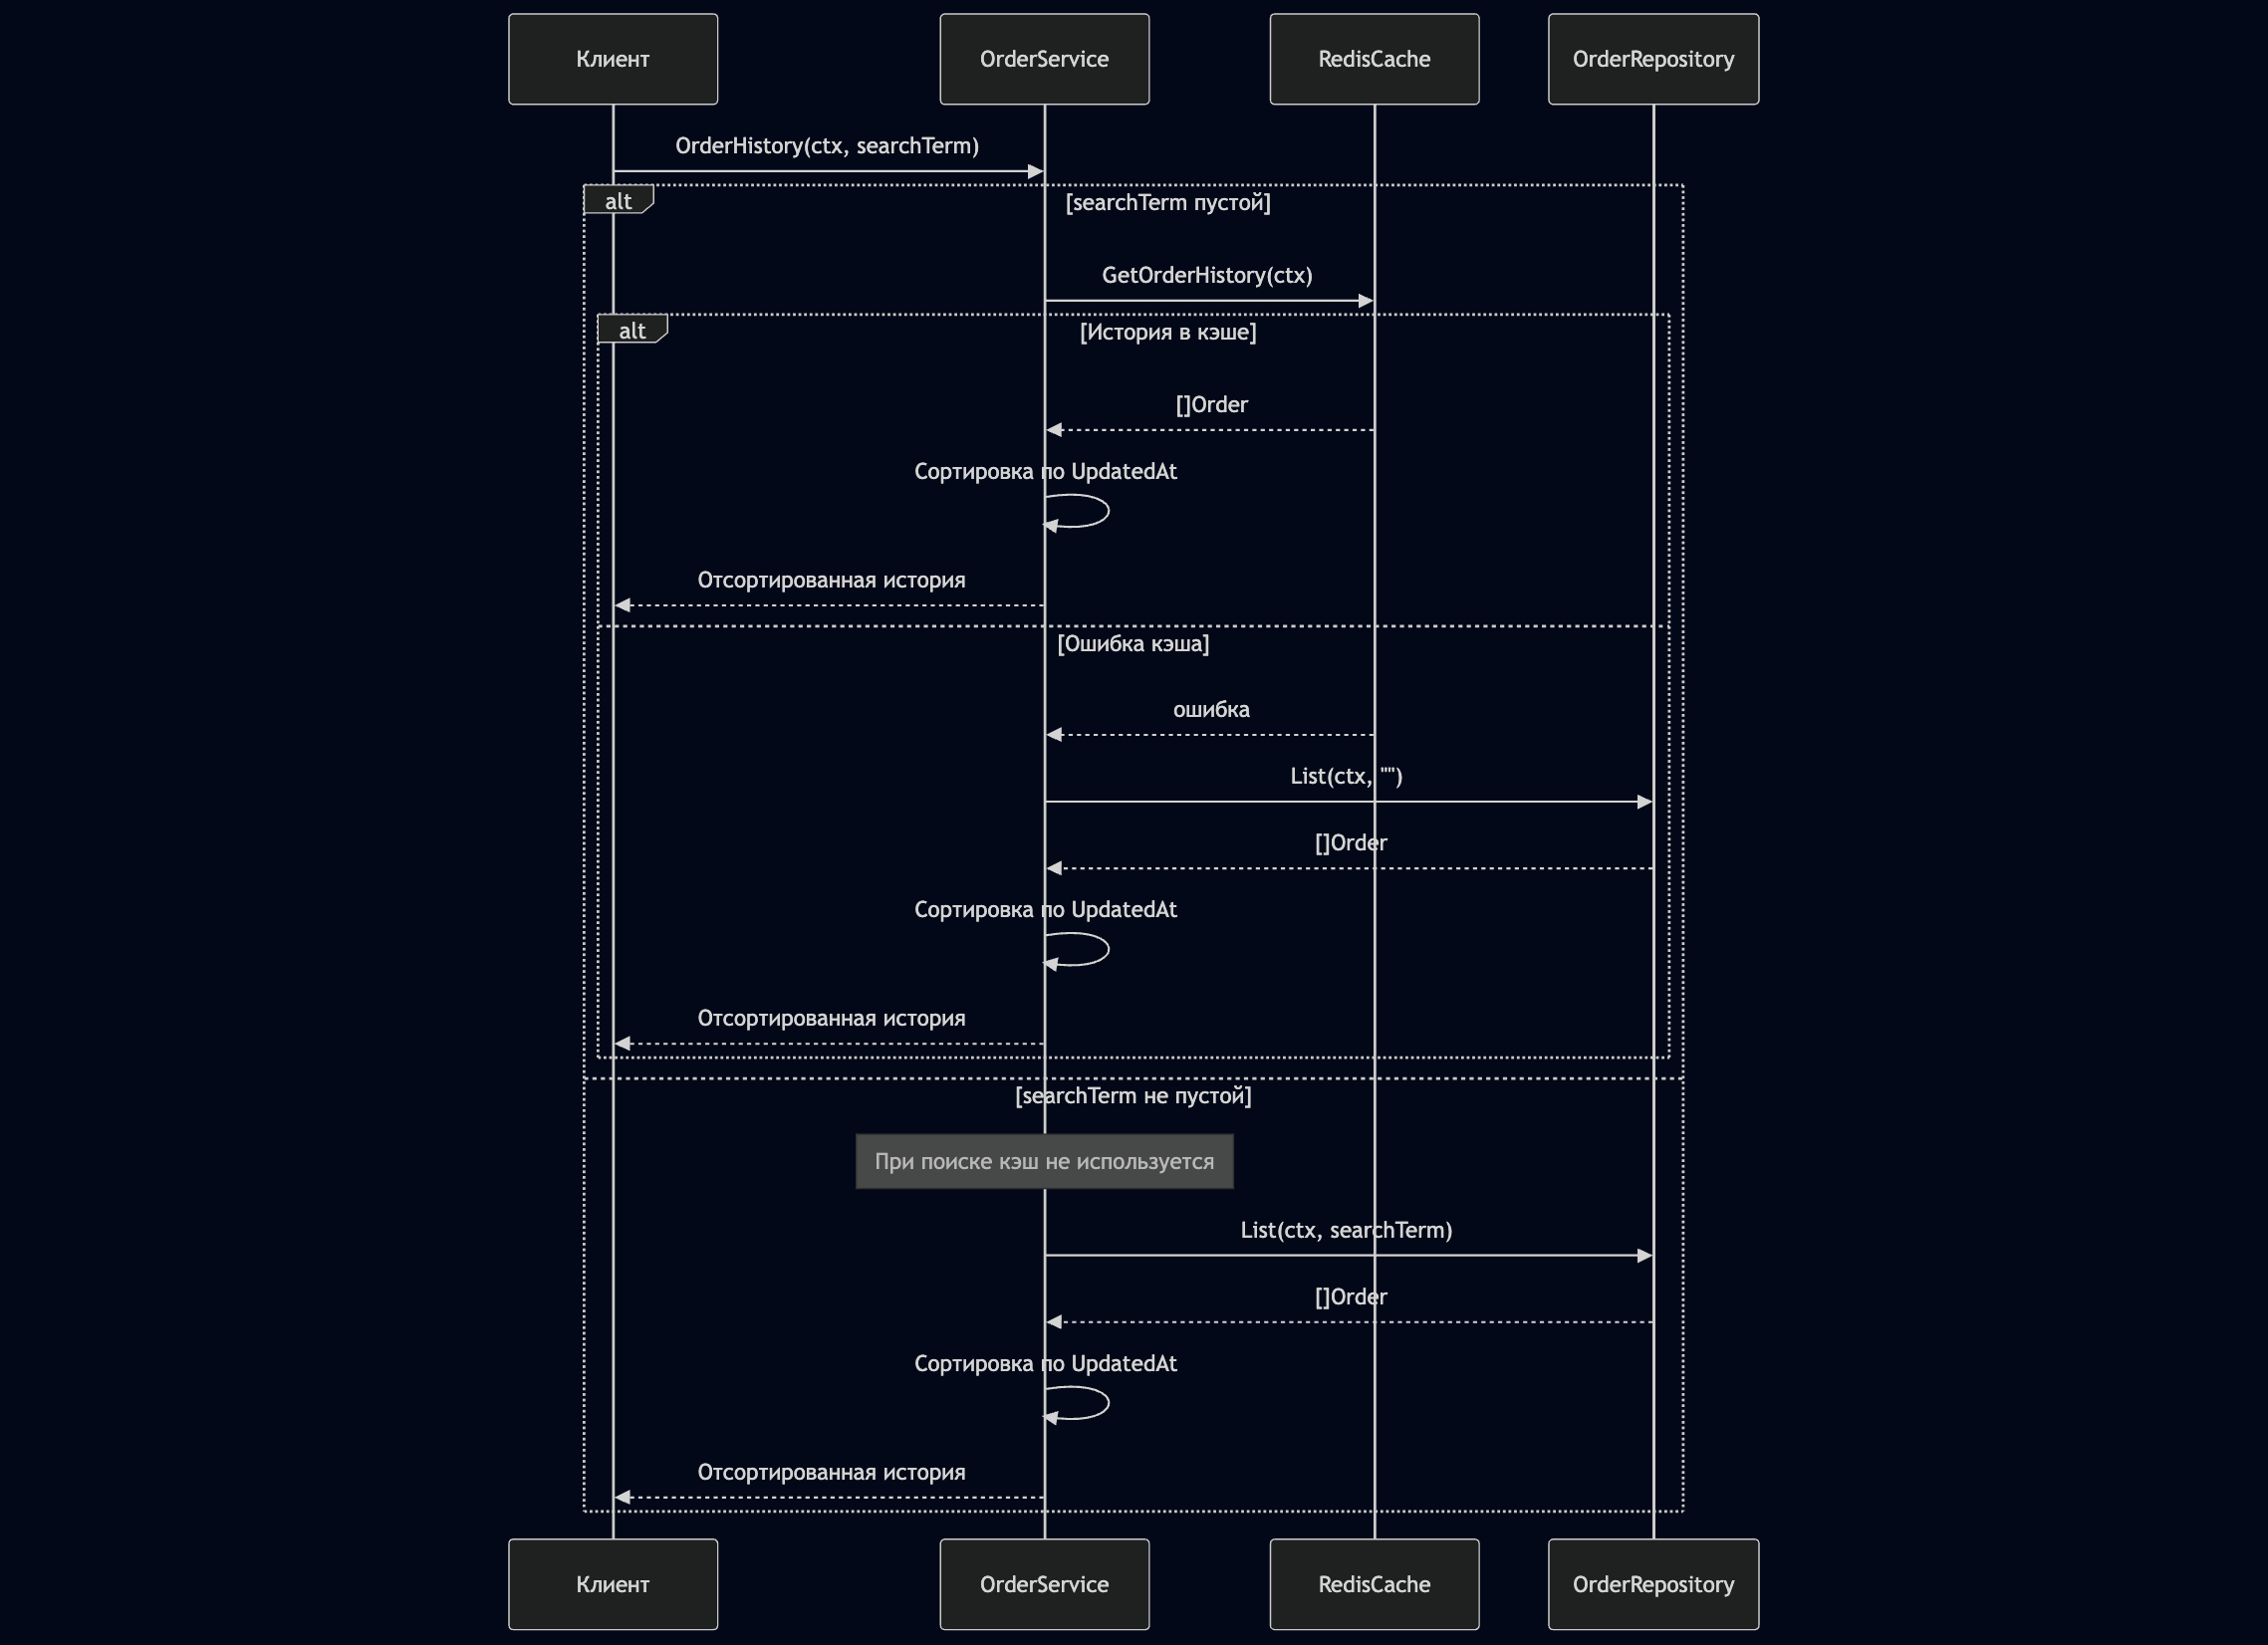 Клиент
OrderService
RedisCache
OrderRepository
OrderHistory(ctx, searchTerm)
alt
[searchTerm пустой]
GetOrderHistory(ctx)
alt
[История в кэше]
[]Order
Сортировка по UpdatedAt
Отсортированная история
[Ошибка кэша]
ошибка
List(ctx, "")
[]Order
Сортировка по UpdatedAt
Отсортированная история
[searchTerm не пустой]
При поиске кэш не используется
List(ctx, searchTerm)
[]Order
Сортировка по UpdatedAt
Отсортированная история
Клиент
OrderService
RedisCache
OrderRepository